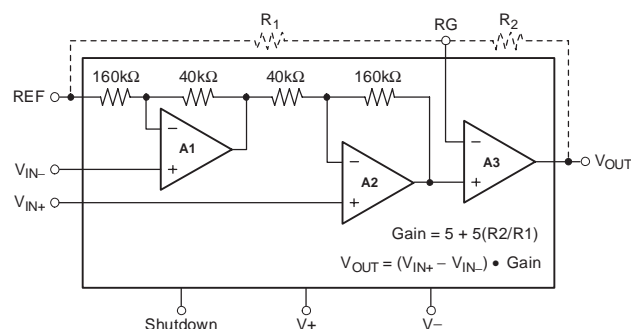 R1
RG
R2
160kΩ
40kΩ
40kΩ
160kΩ
REF
−
A1
+
−
A2
+
−
A3
+
VIN−
VIN+
VOUT
Gain = 5 + 5(R2/R1)
VOUT = (VIN+ − VIN−) • Gain
Shutdown
V+
V−